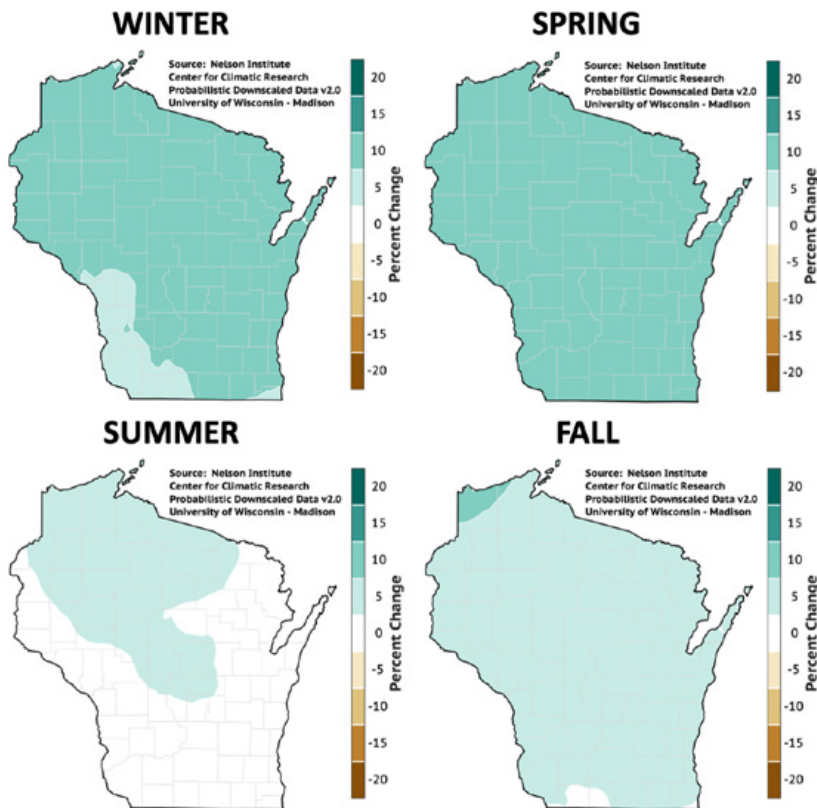 WINTER
Source: Nelson Institute
Center for Climatic Research
Probabilistic Downscaled Data v2.0
University of Wisconsin - Madison
20
15
10
5
0
-5
-10
-15
-20
Percent Change
SPRING
Source: Nelson Institute
Center for Climatic Research
Probabilistic Downscaled Data v2.0
University of Wisconsin - Madison
20
15
10
5
0
-5
-10
-15
-20
Percent Change
SUMMER
Source: Nelson Institute
Center for Climatic Research
Probabilistic Downscaled Data v2.0
University of Wisconsin - Madison
20
15
10
5
0
-5
-10
-15
-20
Percent Change
FALL
Source: Nelson Institute
Center for Climatic Research
Probabilistic Downscaled Data v2.0
University of Wisconsin - Madison
20
15
10
5
0
-5
-10
-15
-20
Percent Change